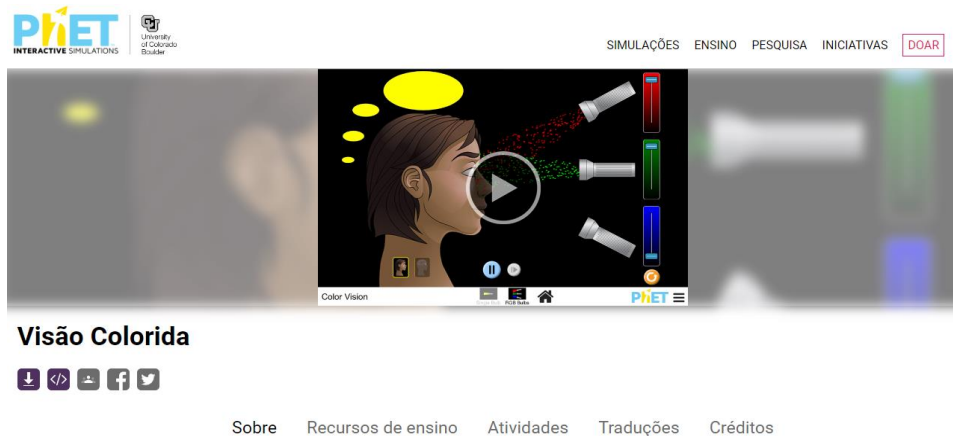 PhET
INTERACTIVE SIMULATIONS
University
of Colorado
Boulder
SIMULAÇÕES ENSINO PESQUISA INICIATIVAS DOAR
Color Vision
RGB Bulbs
PhET
Visão Colorida
Sobre Recursos de ensino Atividades Traduções Créditos